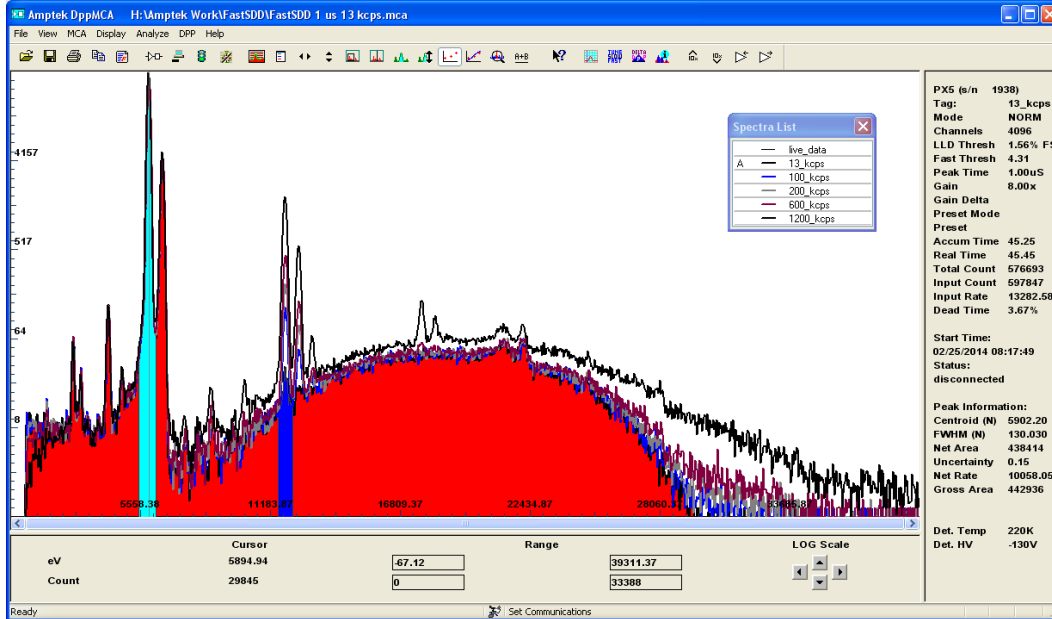 Amptek DppMCA H:\Amptek Work\FastSDD\FastSDD 1 us 13 kcps.mca
File View MCA Display Analyze DPP Help
A+B
Spectra List
live_data
A 13_kcps
100_kcps
200_kcps
600_kcps
1200_kcps
4157
517
64
8
5558.38 11183.87 16809.37 22434.87 28060.37
PX5 (s/n 1938)
Tag: 13_kcps
Mode NORM
Channels 4096
LLD Thresh 1.56% FS
Fast Thresh 4.31
Peak Time 1.00uS
Gain 8.00x
Gain Delta
Preset Mode
Preset
Accum Time 45.25
Real Time 45.45
Total Count 576693
Input Count 597847
Input Rate 13282.58
Dead Time 3.67%
Start Time:
02/25/2014 08:17:49
Status:
disconnected
Peak Information:
Centroid (N) 5902.20
FWHM (N) 130.030
Net Area 438414
Uncertainty 0.15
Net Rate 10058.05
Gross Area 442936
Det. Temp 220K
Det. HV -130V
Cursor Range LOG Scale
eV 5894.94 -67.12 39311.37
Count 29845 0 33388
Ready Set Communications